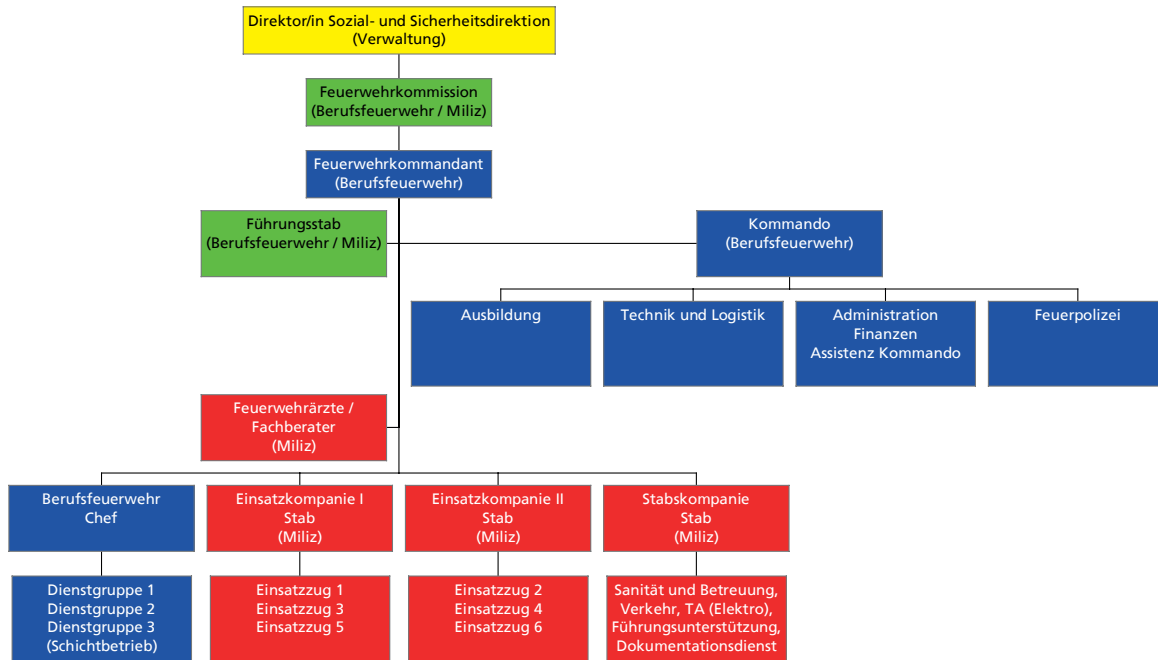 Direktor/in Sozial- und Sicherheitsdirektion
(Verwaltung)
Feuerwehrkommission
(Berufsfeuerwehr / Miliz)
Feuerwehrkommandant
(Berufsfeuerwehr)
Führungsstab
(Berufsfeuerwehr / Miliz)
Kommando
(Berufsfeuerwehr)
Ausbildung
Technik und Logistik
Administration
Finanzen
Assistenz Kommando
Feuerpolizei
Feuerwehrärzte /
Fachberater
(Miliz)
Berufsfeuerwehr
Chef
Einsatzkompanie I
Stab
(Miliz)
Einsatzkompanie II
Stab
(Miliz)
Stabskompanie
Stab
(Miliz)
Dienstgruppe 1
Dienstgruppe 2
Dienstgruppe 3
(Schichtbetrieb)
Einsatzzug 1
Einsatzzug 3
Einsatzzug 5
Einsatzzug 2
Einsatzzug 4
Einsatzzug 6
Sanität und Betreuung,
Verkehr, TA (Elektro),
Führungsunterstützung,
Dokumentationsdienst